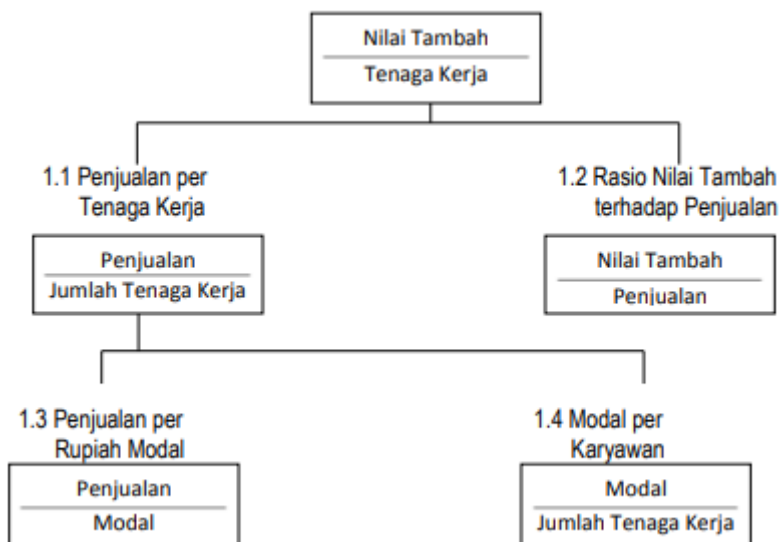 Nilai Tambah
Tenaga Kerja
1.1 Penjualan per
Tenaga Kerja
1.2 Rasio Nilai Tambah
terhadap Penjualan
Penjualan
Jumlah Tenaga Kerja
Nilai Tambah
Penjualan
1.3 Penjualan per
Rupiah Modal
1.4 Modal per
Karyawan
Penjualan
Modal
Modal
Jumlah Tenaga Kerja